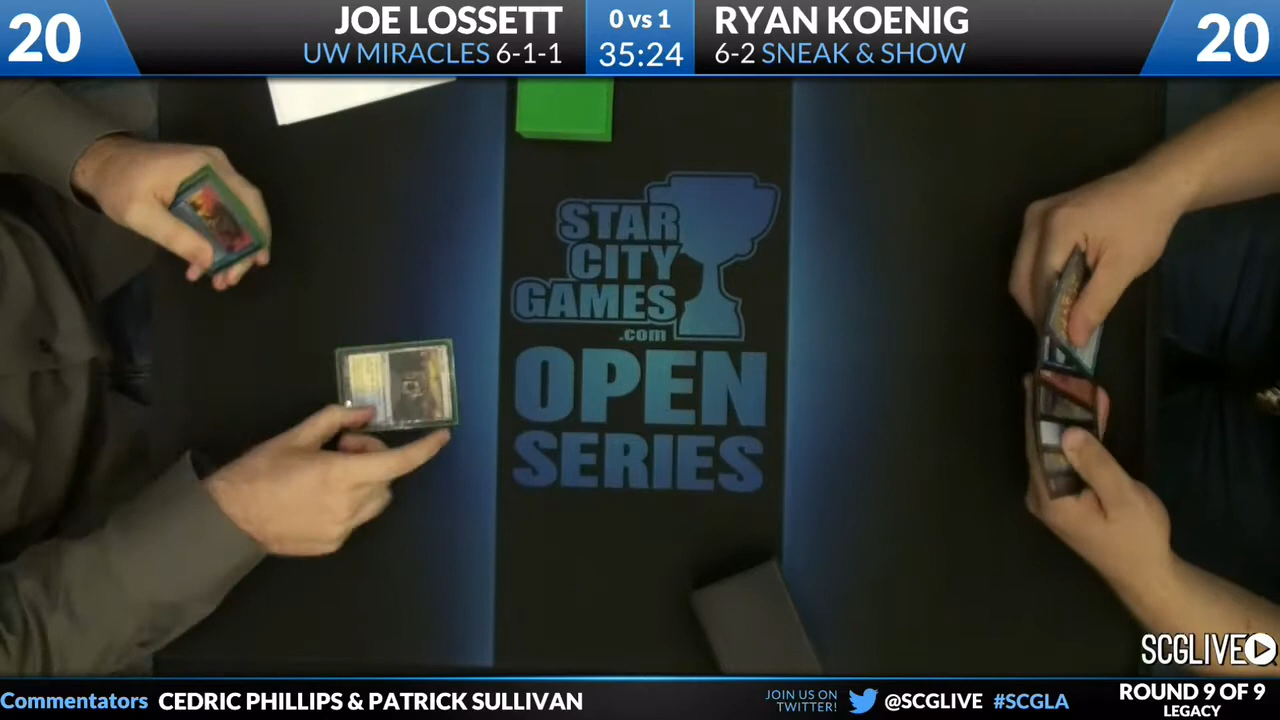 20
JOE LOSSETT
UW MIRACLES 6-1-1
0 vs 1
35:24
RYAN KOENIG
6-2 SNEAK & SHOW
20
STAR
CITY
GAMES
.com
OPEN
SERIES
SCGLIVE
Commentators CEDRIC PHILLIPS & PATRICK SULLIVAN
JOIN US ON
TWITTER!
@SCGLIVE #SCGLA
ROUND 9 OF 9
LEGACY